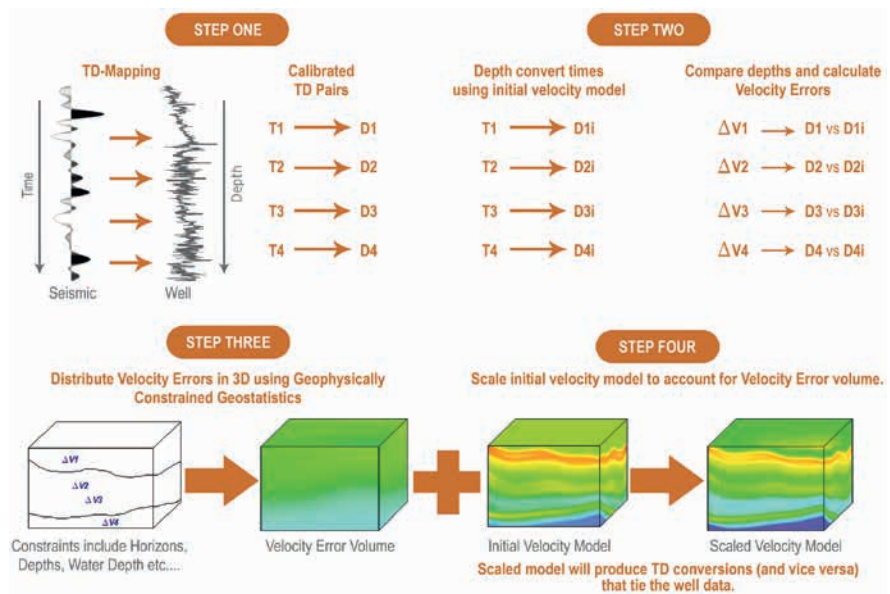 STEP ONE
TD-Mapping
Calibrated
TD Pairs
Time
Depth
Seismic
Well
T1 D1
T2 D2
T3 D3
T4 D4
STEP TWO
Depth convert times
using initial velocity model
T1 D1i
T2 D2i
T3 D3i
T4 D4i
Compare depths and calculate
Velocity Errors
ΔV1 D1 vs D1i
ΔV2 D2 vs D2i
ΔV3 D3 vs D3i
ΔV4 D4 vs D4i
STEP THREE
Distribute Velocity Errors in 3D using Geophysically
Constrained Geostatistics
ΔV1
ΔV2
ΔV3
ΔV4
Constraints include Horizons,
Depths, Water Depth etc....
Velocity Error Volume
STEP FOUR
Scale initial velocity model to account for Velocity Error volume.
Initial Velocity Model
Scaled Velocity Model
Scaled model will produce TD conversions (and vice versa)
that tie the well data.